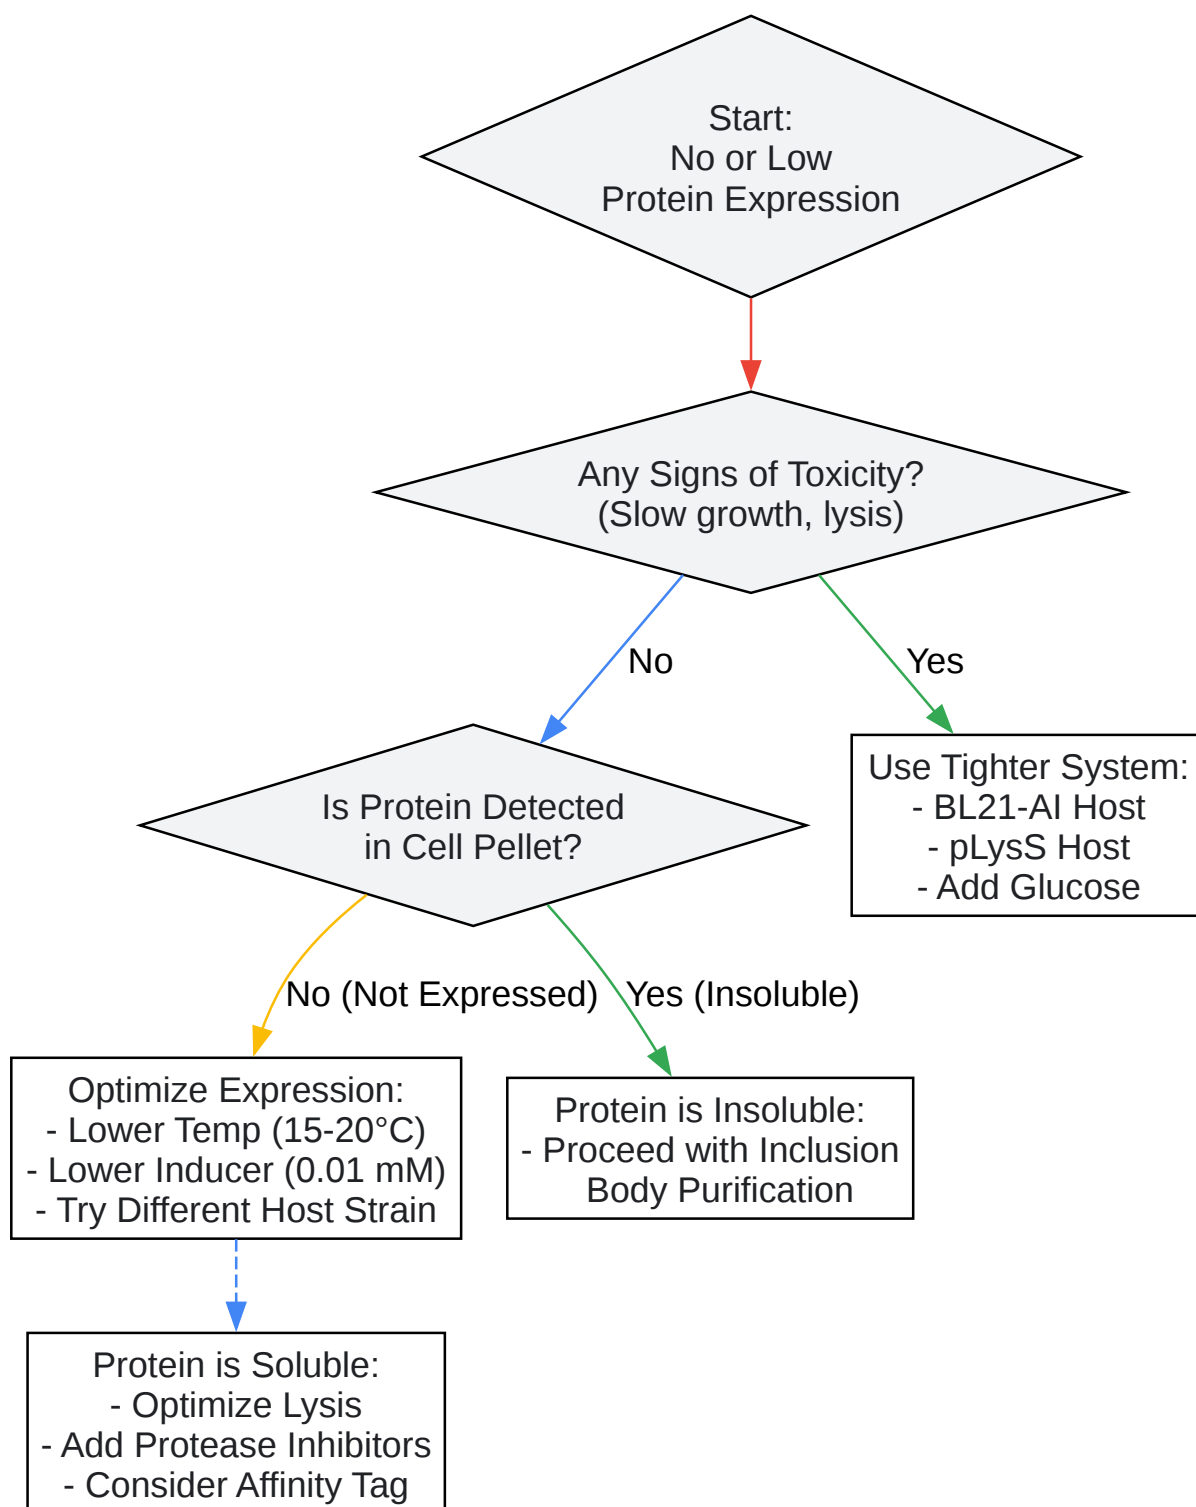 Start:
No or Low
Protein Expression
Any Signs of Toxicity?
(Slow growth, lysis)
No
Yes
Is Protein Detected
in Cell Pellet?
Use Tighter System:
- BL21-AI Host
- pLysS Host
- Add Glucose
No (Not Expressed)
Yes (Insoluble)
Optimize Expression:
- Lower Temp (15-20°C)
- Lower Inducer (0.01 mM)
- Try Different Host Strain
Protein is Insoluble:
- Proceed with Inclusion
Body Purification
Protein is Soluble:
- Optimize Lysis
- Add Protease Inhibitors
- Consider Affinity Tag